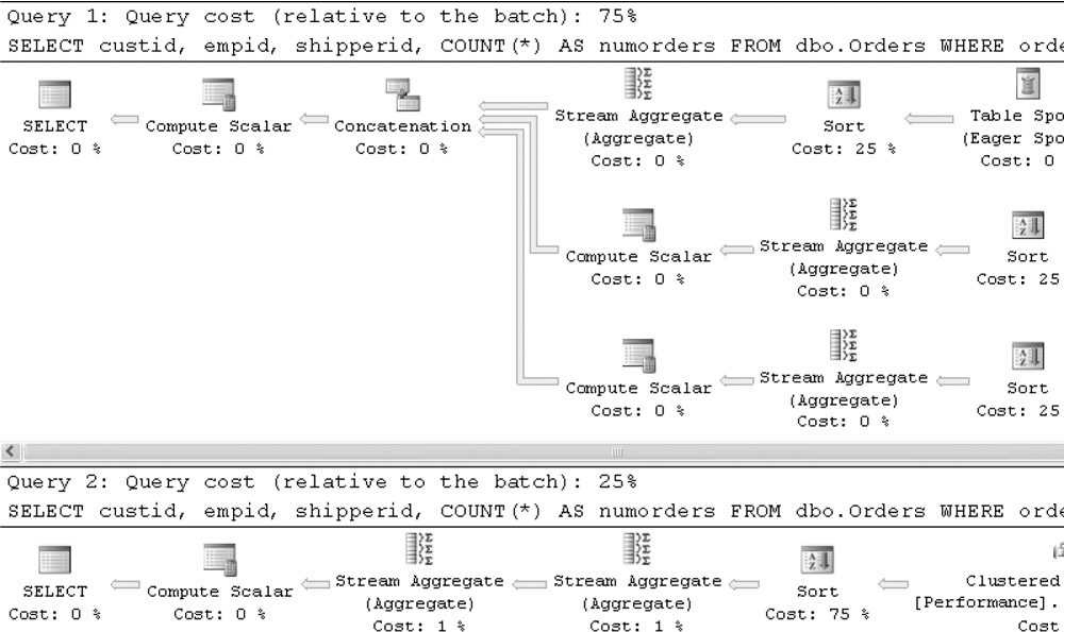 Query 1: Query cost (relative to the batch): 75%
SELECT custid, empid, shipperid, COUNT(*) AS numorders FROM dbo.Orders WHERE orde
SELECT
Cost: 0 %
Compute Scalar
Cost: 0 %
Concatenation
Cost: 0 %
Stream Aggregate
(Aggregate)
Cost: 0 %
Sort
Cost: 25 %
Table Spo
(Eager Spo
Cost: 0
Compute Scalar
Cost: 0 %
Stream Aggregate
(Aggregate)
Cost: 0 %
Sort
Cost: 25
Compute Scalar
Cost: 0 %
Stream Aggregate
(Aggregate)
Cost: 0 %
Sort
Cost: 25
Query 2: Query cost (relative to the batch): 25%
SELECT custid, empid, shipperid, COUNT(*) AS numorders FROM dbo.Orders WHERE orde
SELECT
Cost: 0 %
Compute Scalar
Cost: 0 %
Stream Aggregate
(Aggregate)
Cost: 1 %
Stream Aggregate
(Aggregate)
Cost: 1 %
Sort
Cost: 75 %
Clustered
[Performance].
Cost